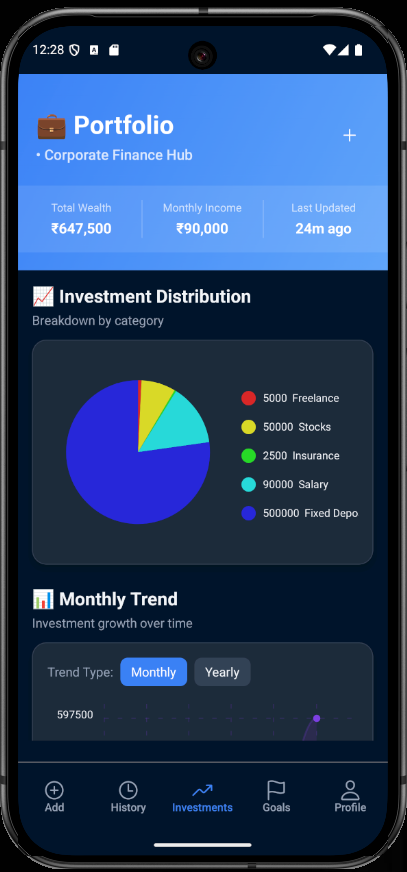 12:28
Portfolio
• Corporate Finance Hub
Total Wealth Monthly Income Last Updated
₹647,500 ₹90,000 24m ago
Investment Distribution
Breakdown by category
5000 Freelance
50000 Stocks
2500 Insurance
90000 Salary
500000 Fixed Depo
Monthly Trend
Investment growth over time
Trend Type: Monthly Yearly
597500
Add History Investments Goals Profile